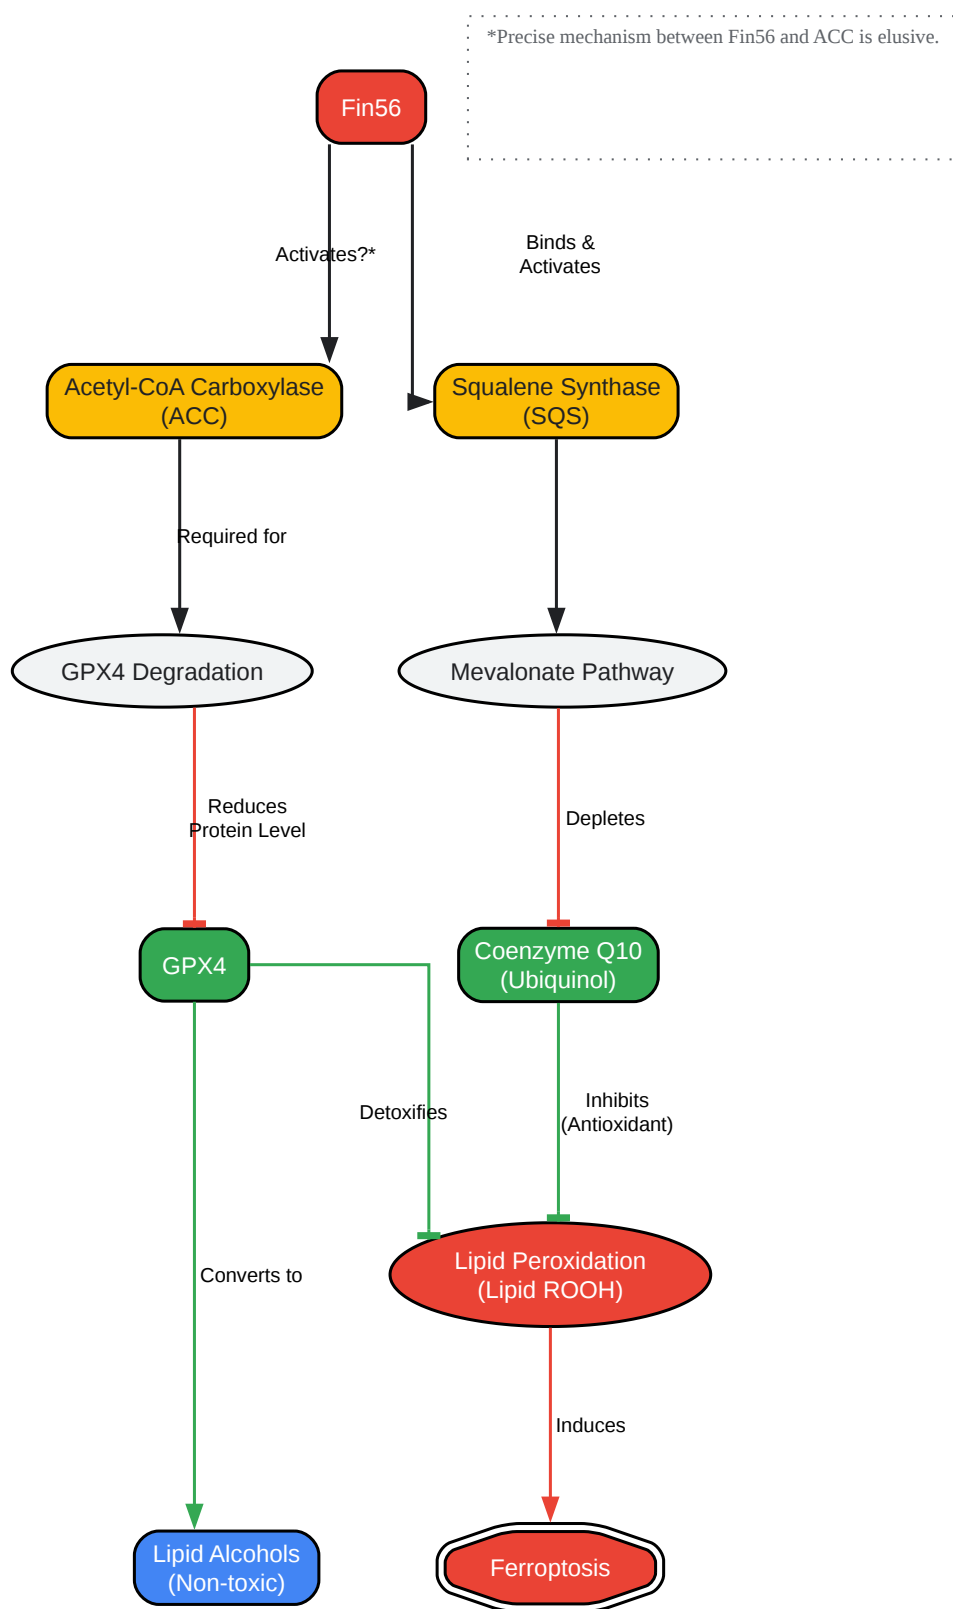 *Precise mechanism between Fin56 and ACC is elusive.
Fin56
Activates?*
Binds &
Activates
Acetyl-CoA Carboxylase
(ACC)
Squalene Synthase
(SQS)
Required for
GPX4 Degradation
Mevalonate Pathway
Reduces
Protein Level
Depletes
GPX4
Coenzyme Q10
(Ubiquinol)
Detoxifies
Inhibits
(Antioxidant)
Lipid Peroxidation
(Lipid ROOH)
Converts to
Induces
Lipid Alcohols
(Non-toxic)
Ferroptosis